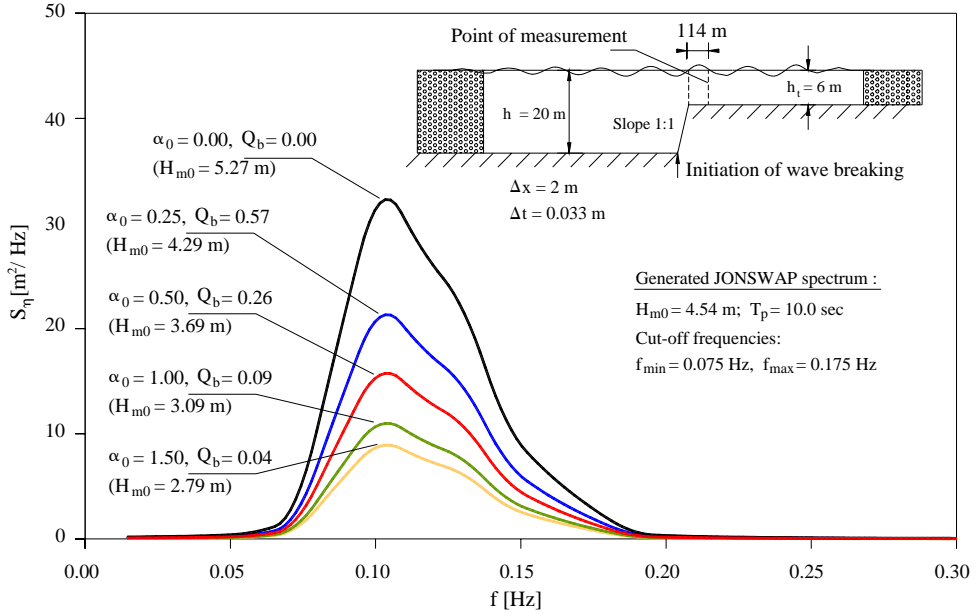 50
40
30
20
10
0
S_η [m²/ Hz]
0.00
0.05
0.10
0.15
0.20
0.25
0.30
f [Hz]
α_0 = 0.00, Q_b = 0.00
(H_m0 = 5.27 m)
α_0 = 0.25, Q_b = 0.57
(H_m0 = 4.29 m)
α_0 = 0.50, Q_b = 0.26
(H_m0 = 3.69 m)
α_0 = 1.00, Q_b = 0.09
(H_m0 = 3.09 m)
α_0 = 1.50, Q_b = 0.04
(H_m0 = 2.79 m)
114 m
Point of measurement
h = 20 m
Slope 1:1
h_t = 6 m
Initiation of wave breaking
Δx = 2 m
Δt = 0.033 m
Generated JONSWAP spectrum :
H_m0 = 4.54 m; T_p = 10.0 sec
Cut-off frequencies:
f_min = 0.075 Hz, f_max = 0.175 Hz